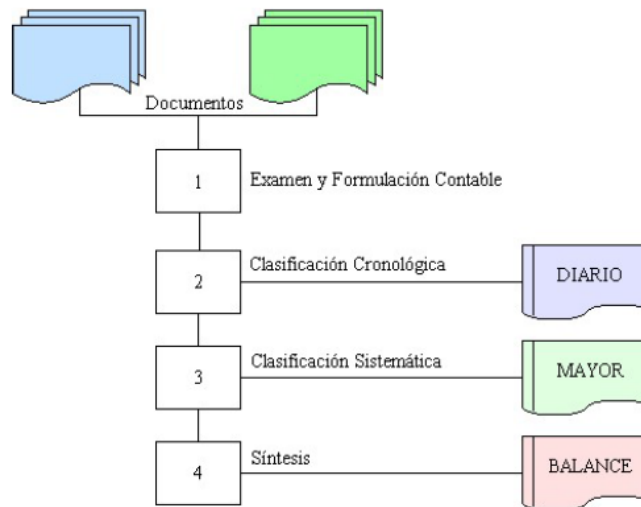 Documentos
1
Examen y Formulación Contable
Clasificación Cronológica
2
DIARIO
Clasificación Sistemática
3
MAYOR
Síntesis
4
BALANCE